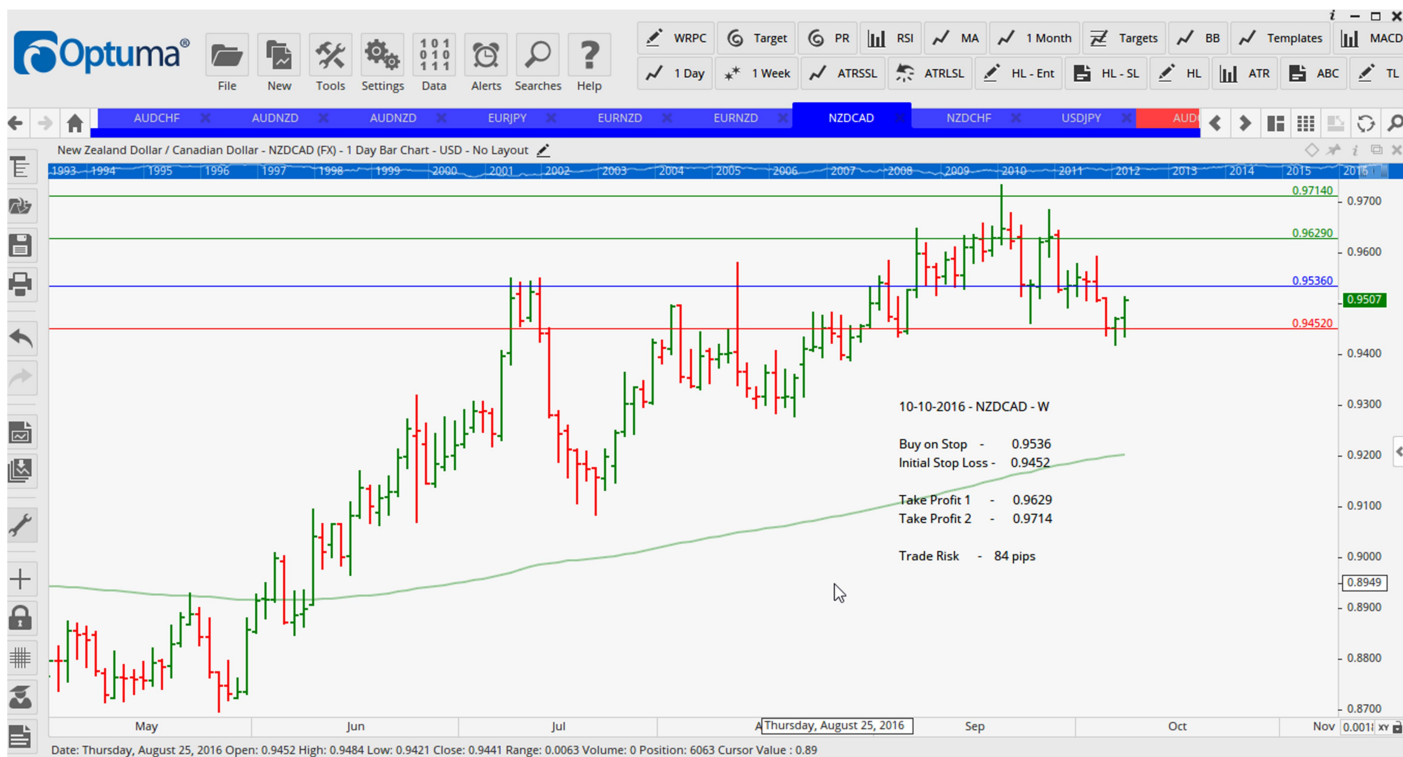 Optuma®
File New Tools Settings Data Alerts Searches Help
WRPC Target PR RSI MA 1 Month Targets BB Templates MACD
1 Day 1 Week ATRSSL ATRLSL HL - Ent HL - SL HL ATR ABC TL
AUDCHF AUDNZD AUDNZD EURJPY EURNZD EURNZD NZDCAD NZDCHF USDJPY
New Zealand Dollar / Canadian Dollar - NZDCAD (FX) - 1 Day Bar Chart - USD - No Layout
1993 1994 1995 1996 1997 1998 1999 2000 2001 2002 2003 2004 2005 2006 2007 2008 2009 2010 2011 2012 2013 2014 2015 2016
0.97140
0.9700
0.96290
0.9600
0.95360
0.9507
0.94520
0.9400
0.9300
0.9200
0.9100
0.9000
0.8949
0.8900
0.8800
0.8700
10-10-2016 - NZDCAD - W
Buy on Stop - 0.9536
Initial Stop Loss - 0.9452
Take Profit 1 - 0.9629
Take Profit 2 - 0.9714
Trade Risk - 84 pips
May Jun Jul Thursday, August 25, 2016 Sep Oct Nov XY
Date: Thursday, August 25, 2016 Open: 0.9452 High: 0.9484 Low: 0.9421 Close: 0.9441 Range: 0.0063 Volume: 0 Position: 6063 Cursor Value : 0.89